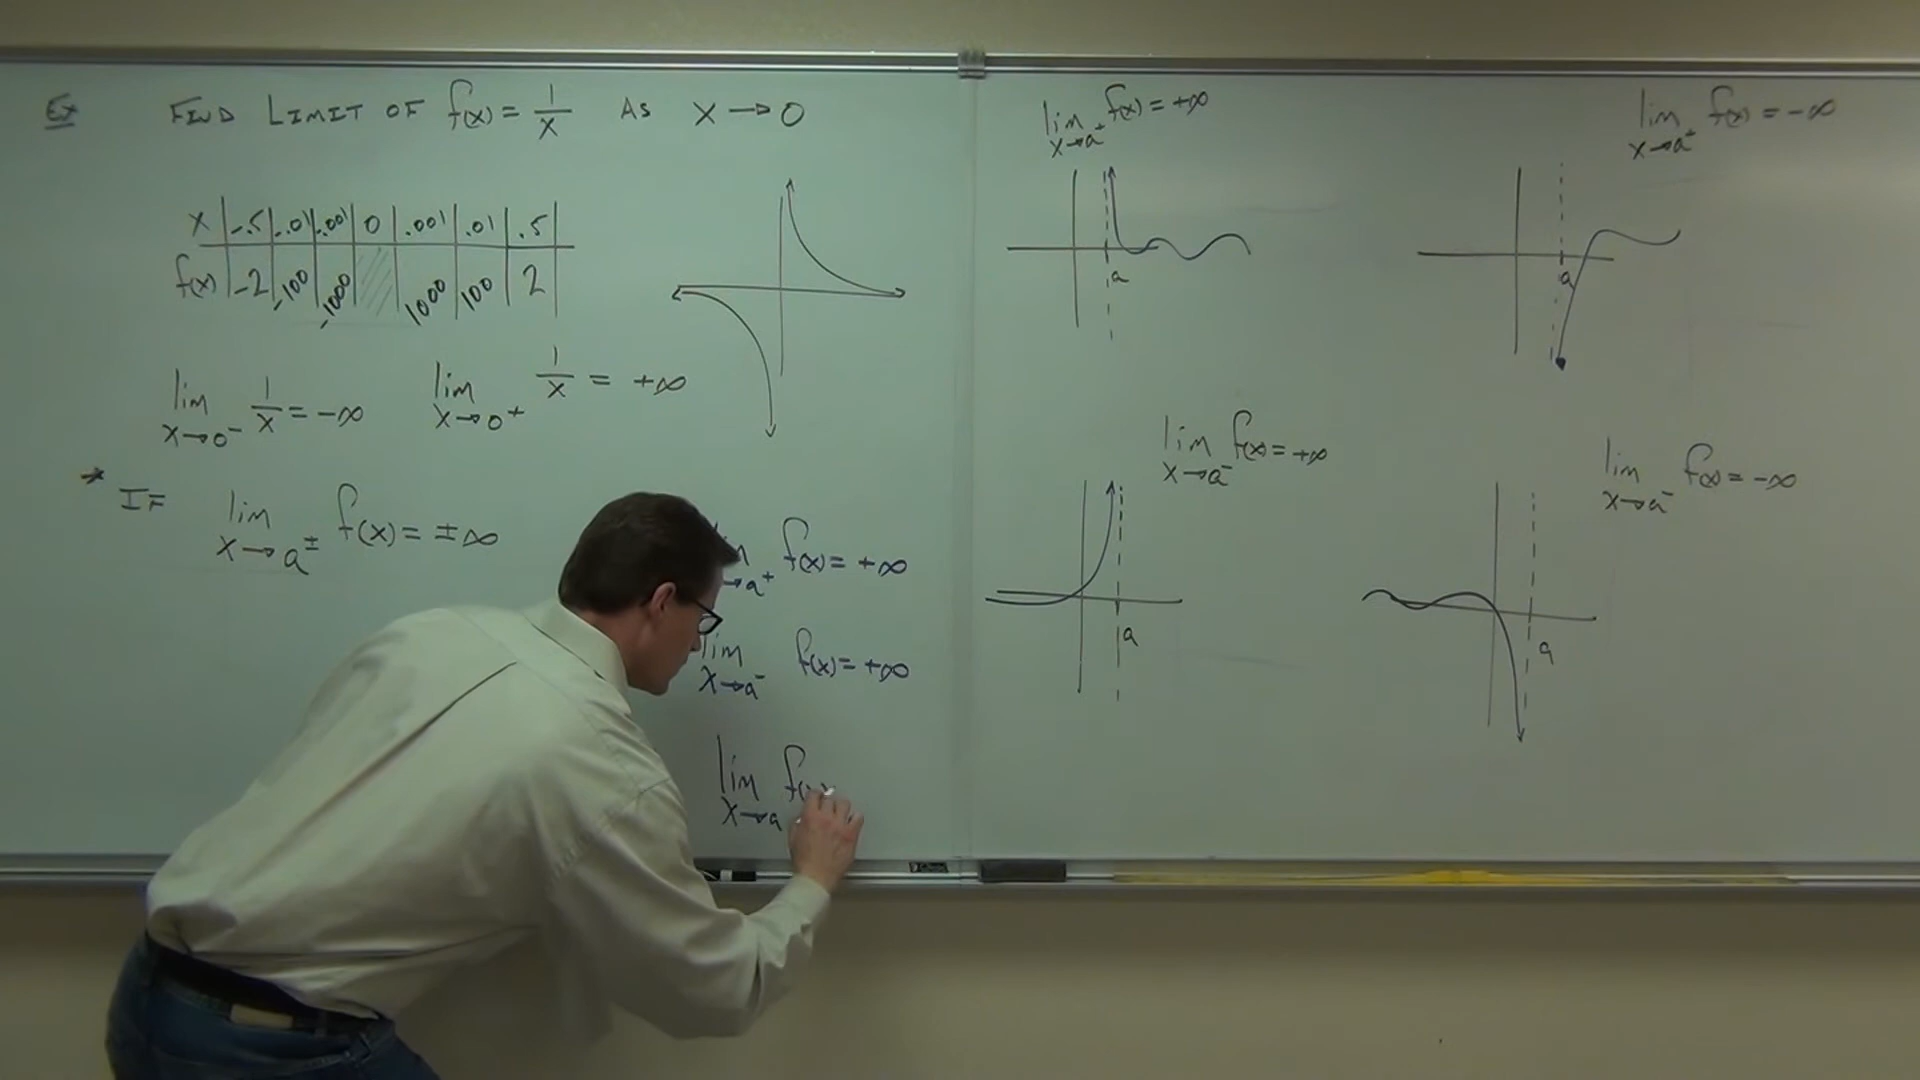 Ex FIND LIMIT OF f(x) = 1/x AS X → 0
X -.5 -.01 -.001 0 .001 .01 .5
f(x) -2 -100 -1000 1000 100 2
lim x→0⁻ 1/x = -∞
lim x→0⁺ 1/x = +∞
* IF lim x→a± f(x) = ±∞
→a⁺ f(x) = +∞
lim x→a⁻ f(x) = +∞
lim x→a
lim x→a⁺ f(x) = +∞
a
lim x→a⁺ f(x) = -∞
a
lim x→a⁻ f(x) = +∞
a
lim x→a⁻ f(x) = -∞
a